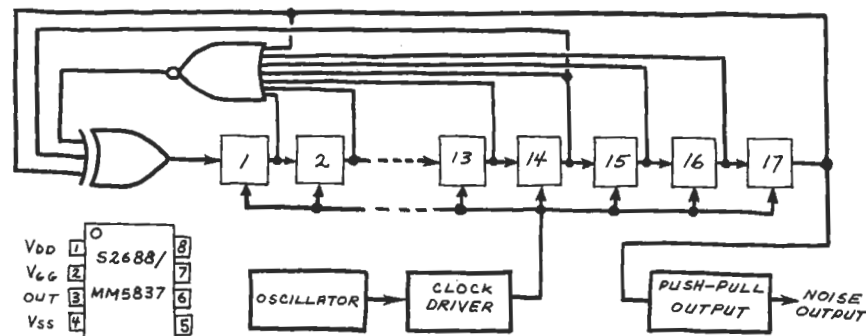 1
2
13
14
15
16
17
VDD 1
VGG 2
OUT 3
VSS 4
S2688/
MM5837
8
7
6
5
OSCILLATOR
CLOCK
DRIVER
PUSH-PULL
OUTPUT
NOISE
OUTPUT